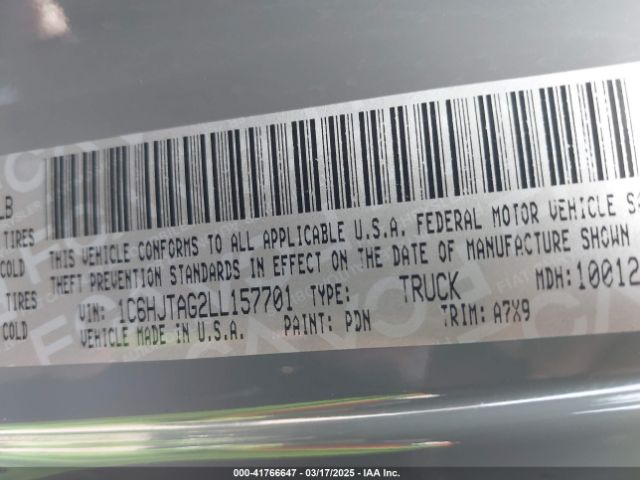 LB
TIRES
COLD
TIRES
COLD
THIS VEHICLE CONFORMS TO ALL APPLICABLE U.S.A. FEDERAL MOTOR VEHICLE
THEFT PREVENTION STANDARDS IN EFFECT ON THE DATE OF MANUFACTURE SHOWN
VIN: 1C6HJTAG2LL157701 TYPE: TRUCK MDH: 10012
VEHICLE MADE IN U.S.A. PAINT: PDN TRIM: A7X9
000-41766647 - 03/17/2025 - IAA Inc.